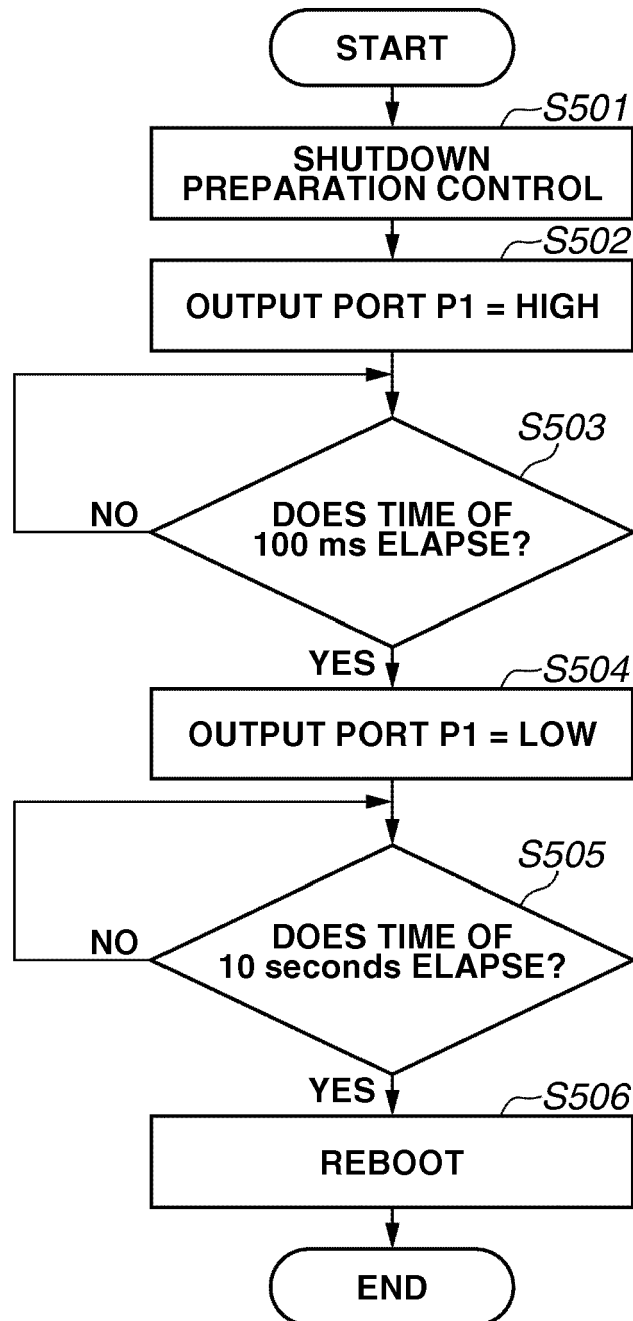 START
S501
SHUTDOWN
PREPARATION CONTROL
S502
OUTPUT PORT P1 = HIGH
S503
DOES TIME OF
100 ms ELAPSE?
NO
YES
S504
OUTPUT PORT P1 = LOW
S505
DOES TIME OF
10 seconds ELAPSE?
NO
YES
S506
REBOOT
END